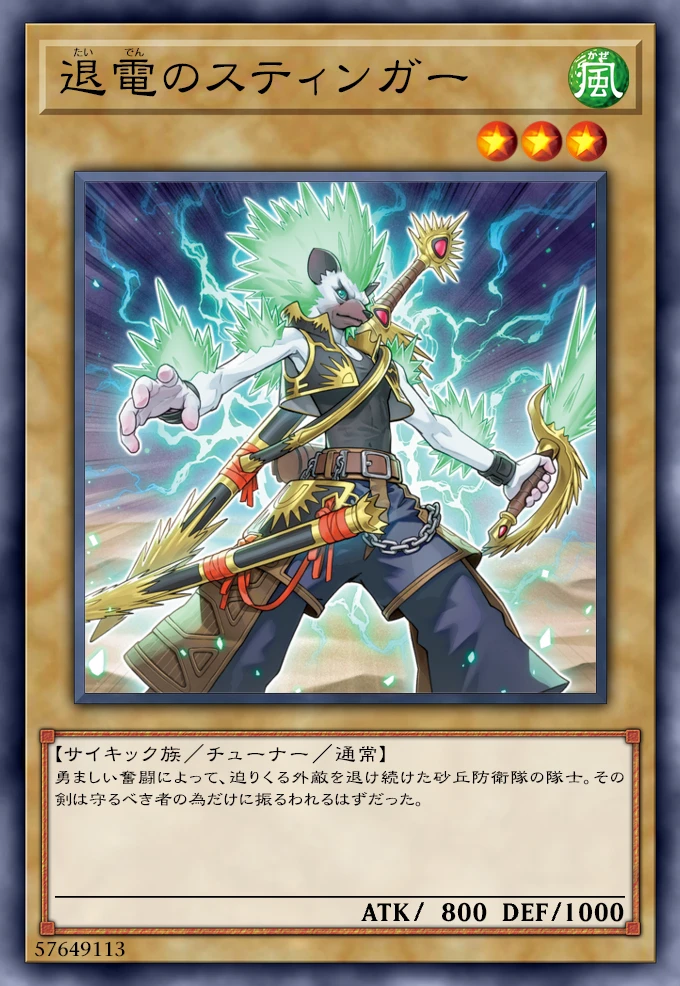 たい でん
退電のスティンガー
かぜ
風
【サイキック族／チューナー／通常】
勇ましい奮闘によって、迫りくる外敵を退け続けた砂丘防衛隊の隊士。その
剣は守るべき者の為だけに振るわれるはずだった。
ATK/ 800 DEF/1000
57649113